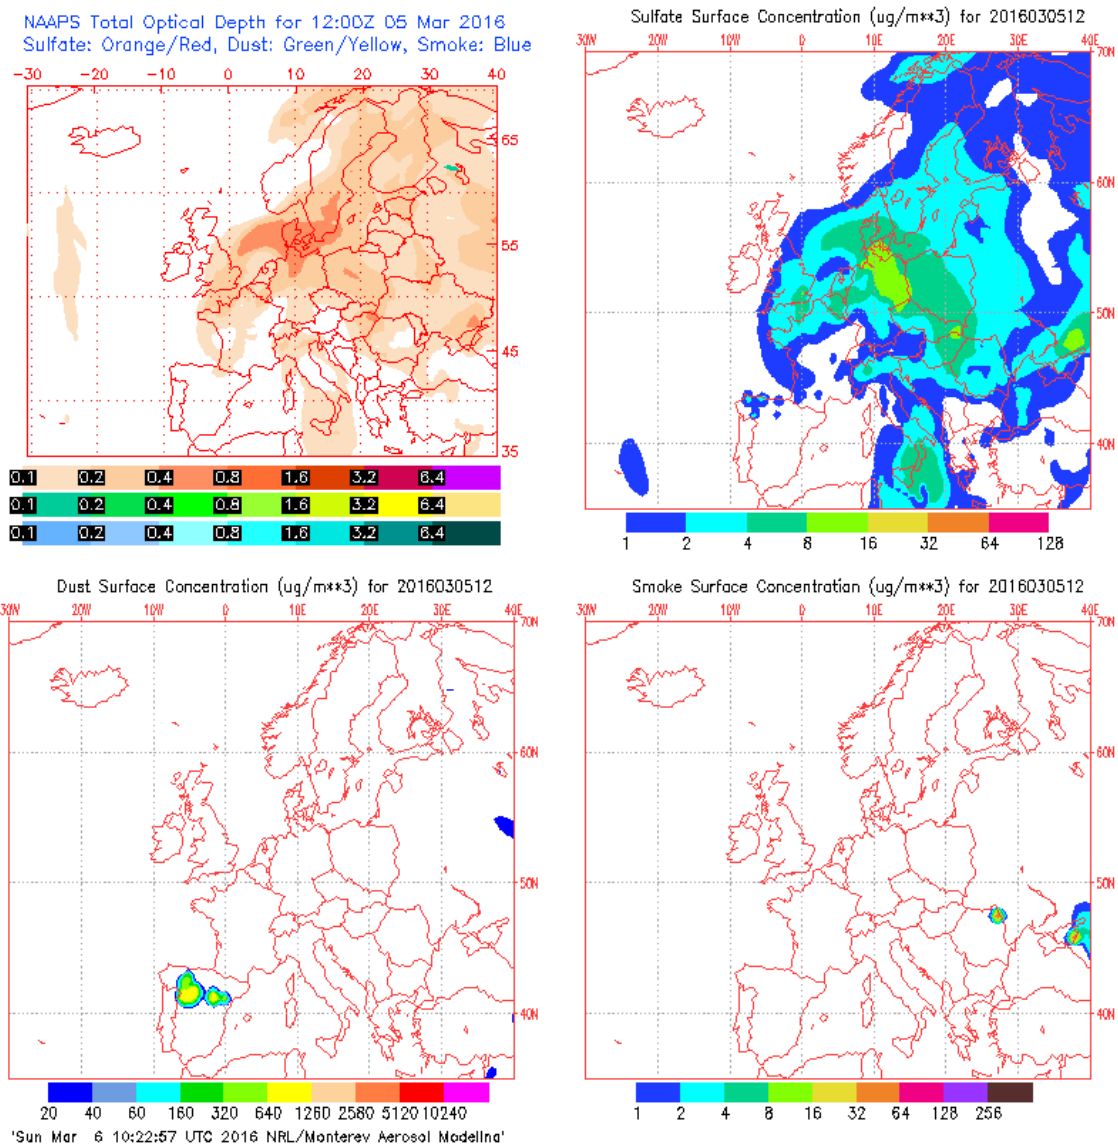 NAAPS Total Optical Depth for 12:00Z 05 Mar 2016
Sulfate: Orange/Red, Dust: Green/Yellow, Smoke: Blue
-30 -20 -10 0 10 20 30 40
65
55
45
35
0.1 0.2 0.4 0.8 1.6 3.2 6.4
0.1 0.2 0.4 0.8 1.6 3.2 6.4
0.1 0.2 0.4 0.8 1.6 3.2 6.4
Sulfate Surface Concentration (ug/m**3) for 2016030512
30W 20W 10W 0 10E 20E 30E 40E
70N
60N
50N
40N
1 2 4 8 16 32 64 128
Dust Surface Concentration (ug/m**3) for 2016030512
30W 20W 10W 0 10E 20E 30E 40E
70N
60N
50N
40N
20 40 60 160 320 640 1260 2580 5120 10240
'Sun Mar 6 10:22:57 UTC 2016 NRL/Monterey Aerosol Modeling'
Smoke Surface Concentration (ug/m**3) for 2016030512
30W 20W 10W 0 10E 20E 30E 40E
70N
60N
50N
40N
1 2 4 8 16 32 64 128 256